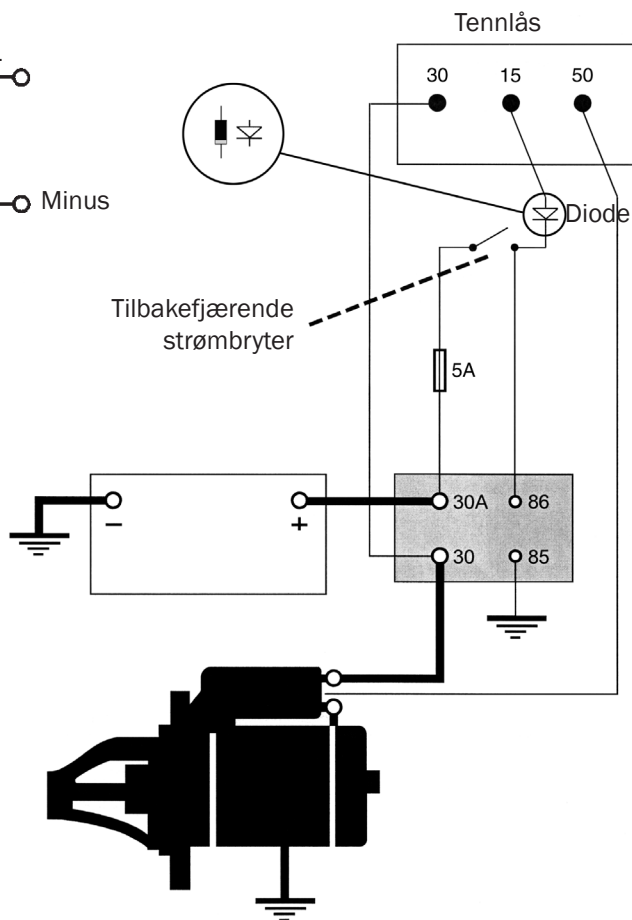 Tennlås
30 15 50
Minus
Diode
Tilbakefjærende
strømbryter
5A
30A 86
− +
30 85